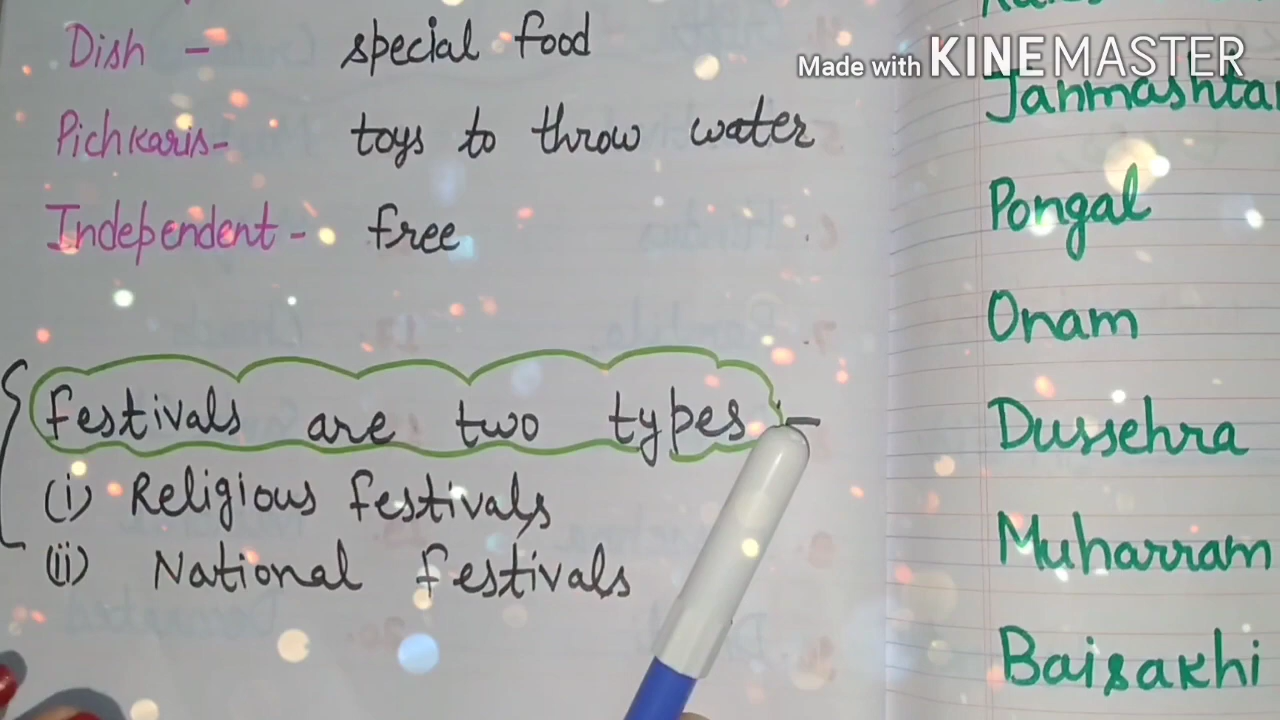 Dish - special food
Pichkaris- toys to throw water
Independent - free
Festivals are two types -
(i) Religious festivals
(ii) National festivals
Made with KINEMASTER
Pongal
Onam
Dussehra
Muharram
Baisakhi